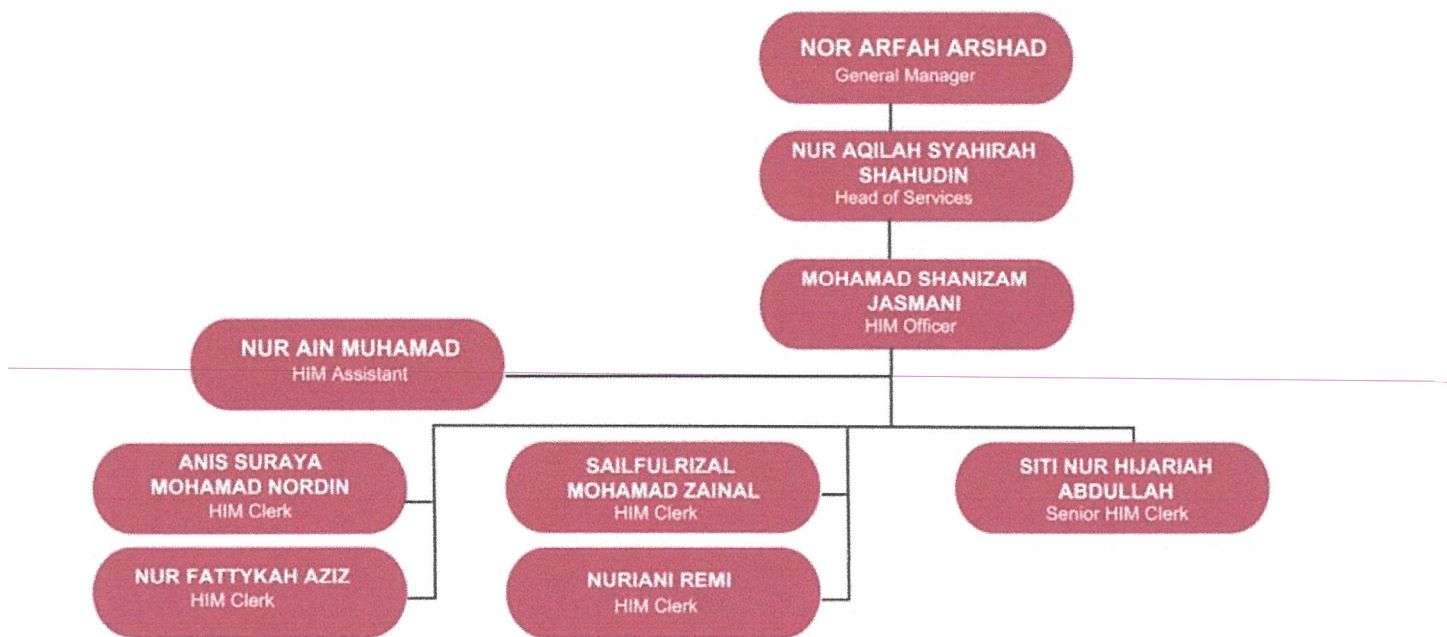 NOR ARFAH ARSHAD
General Manager
NUR AQILAH SYAHIRAH
SHAHUDIN
Head of Services
MOHAMAD SHANIZAM
JASMANI
HIM Officer
NUR AIN MUHAMAD
HIM Assistant
ANIS SURAYA
MOHAMAD NORDIN
HIM Clerk
SAILFULRIZAL
MOHAMAD ZAINAL
HIM Clerk
SITI NUR HIJARIAH
ABDULLAH
Senior HIM Clerk
NUR FATTYKAH AZIZ
HIM Clerk
NURIANI REMI
HIM Clerk